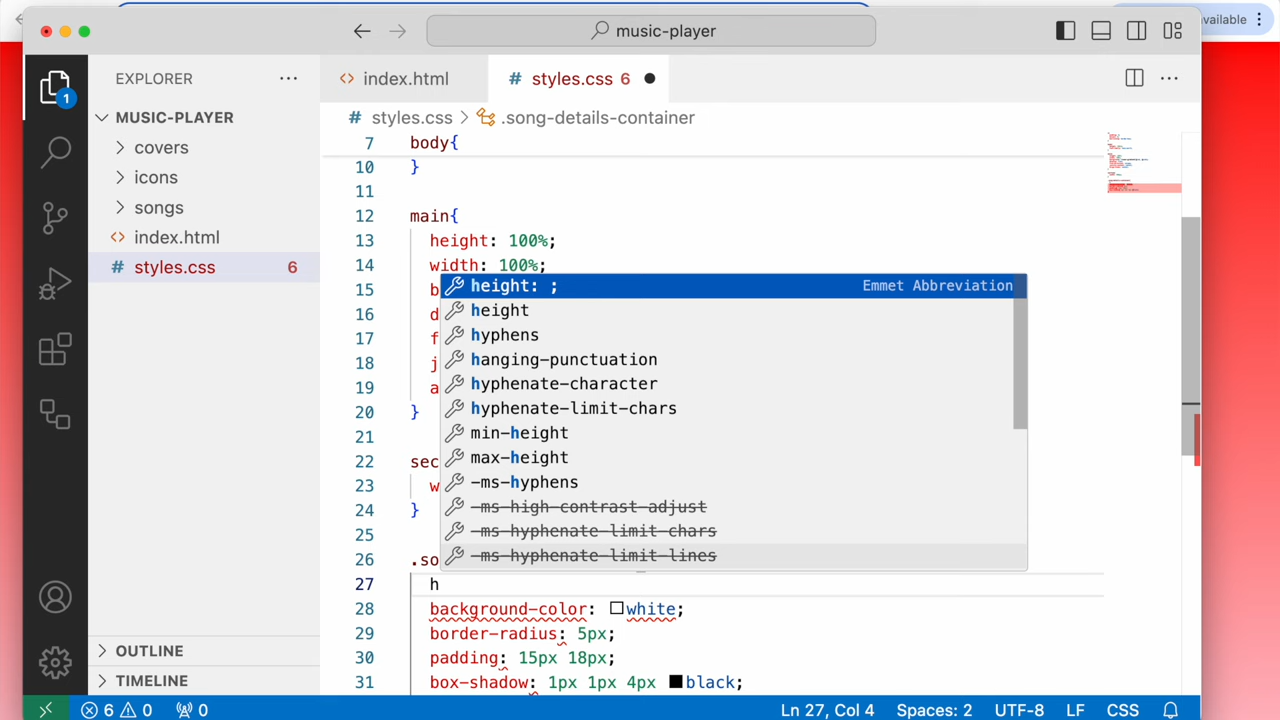 vailable
music-player
EXPLORER
index.html
# styles.css 6
MUSIC-PLAYER
covers
icons
songs
index.html
# styles.css 6
OUTLINE
TIMELINE
# styles.css > .song-details-container
7 body{
10 }
11
12 main{
13 height: 100%;
14 width: 100%;
15 b
16 d
17 f
18 j
19 a
20 }
21
22 sec
23 w
24 }
25
26 .so
27 h
28 background-color: white;
29 border-radius: 5px;
30 padding: 15px 18px;
31 box-shadow: 1px 1px 4px black;
height: ; Emmet Abbreviation
height
hyphens
hanging-punctuation
hyphenate-character
hyphenate-limit-chars
min-height
max-height
-ms-hyphens
-ms-high-contrast-adjust
-ms-hyphenate-limit-chars
-ms-hyphenate-limit-lines
1
6 0 0 Ln 27, Col 4 Spaces: 2 UTF-8 LF CSS